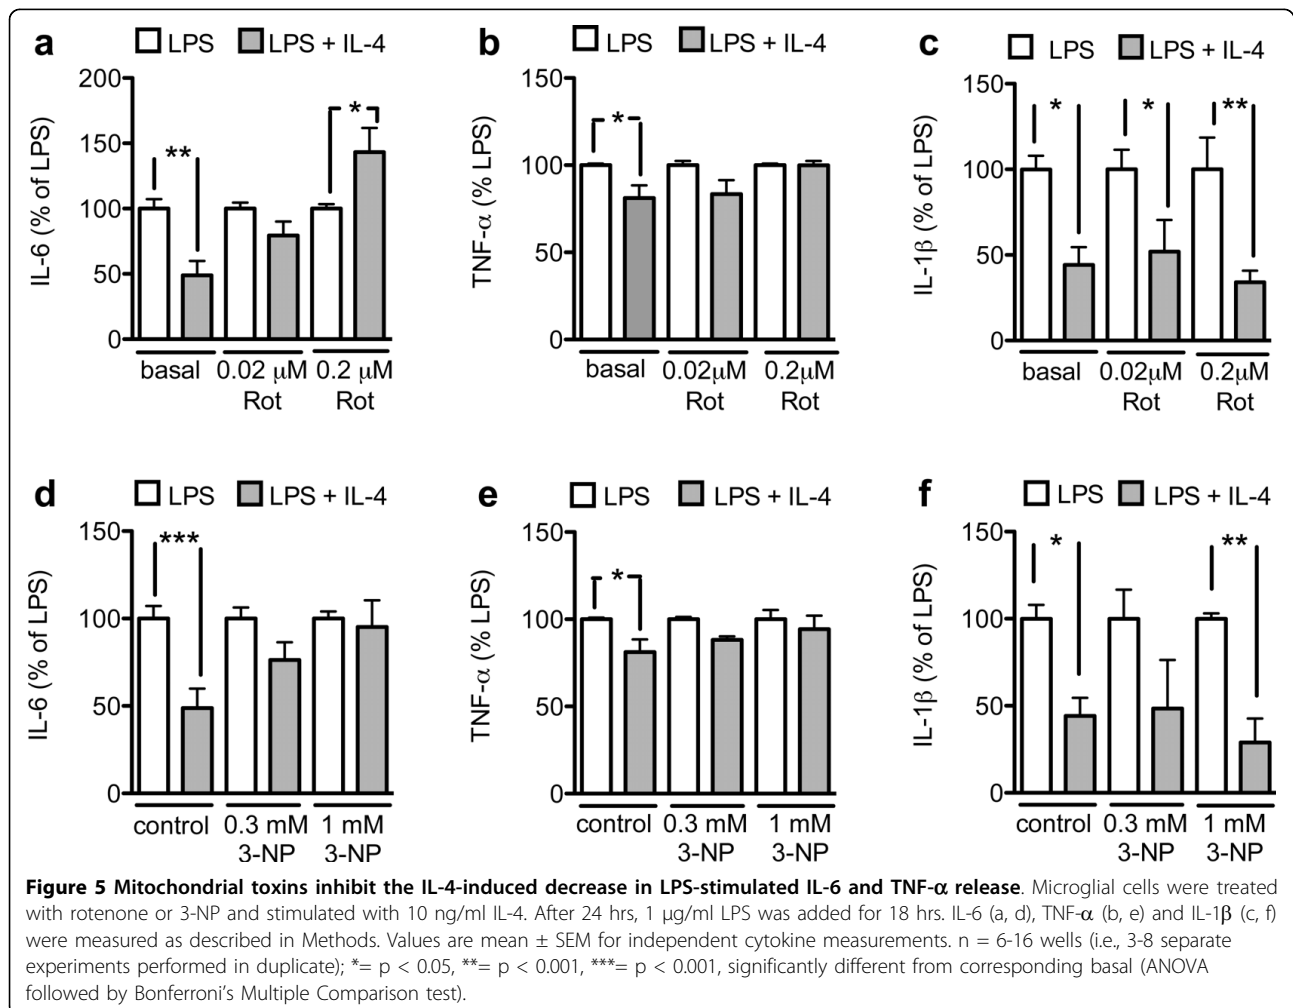 a LPS LPS + IL-4
200
150
100
50
0
IL-6 (% of LPS)
** *
basal 0.02 μM 0.2 μM
Rot Rot
b LPS LPS + IL-4
150
100
50
0
TNF-α (% LPS)
*
basal 0.02μM 0.2μM
Rot Rot
c LPS LPS + IL-4
150
100
50
0
IL-1β (% of LPS)
* * **
basal 0.02μM 0.2μM
Rot Rot
d LPS LPS + IL-4
150
100
50
0
IL-6 (% of LPS)
***
control 0.3 mM 1 mM
3-NP 3-NP
e LPS LPS + IL-4
150
100
50
0
TNF-α (% LPS)
*
control 0.3 mM 1 mM
3-NP 3-NP
f LPS LPS + IL-4
150
100
50
0
IL-1β (% of LPS)
* **
control 0.3 mM 1 mM
3-NP 3-NP
Figure 5 Mitochondrial toxins inhibit the IL-4-induced decrease in LPS-stimulated IL-6 and TNF-α release. Microglial cells were treated
with rotenone or 3-NP and stimulated with 10 ng/ml IL-4. After 24 hrs, 1 μg/ml LPS was added for 18 hrs. IL-6 (a, d), TNF-α (b, e) and IL-1β (c, f)
were measured as described in Methods. Values are mean ± SEM for independent cytokine measurements. n = 6-16 wells (i.e., 3-8 separate
experiments performed in duplicate); *= p < 0.05, **= p < 0.001, ***= p < 0.001, significantly different from corresponding basal (ANOVA
followed by Bonferroni's Multiple Comparison test).